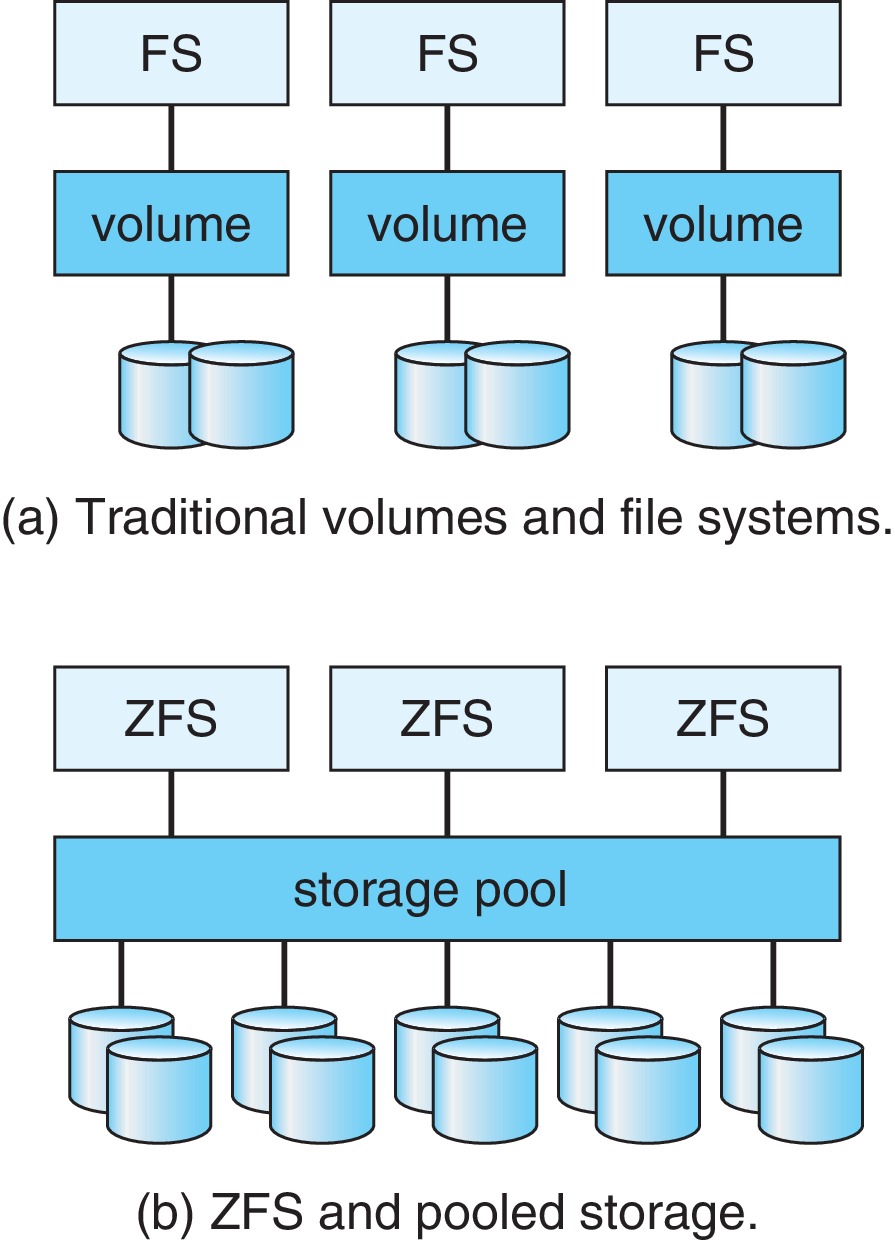 FS FS FS
volume volume volume
(a) Traditional volumes and file systems.
ZFS ZFS ZFS
storage pool
(b) ZFS and pooled storage.